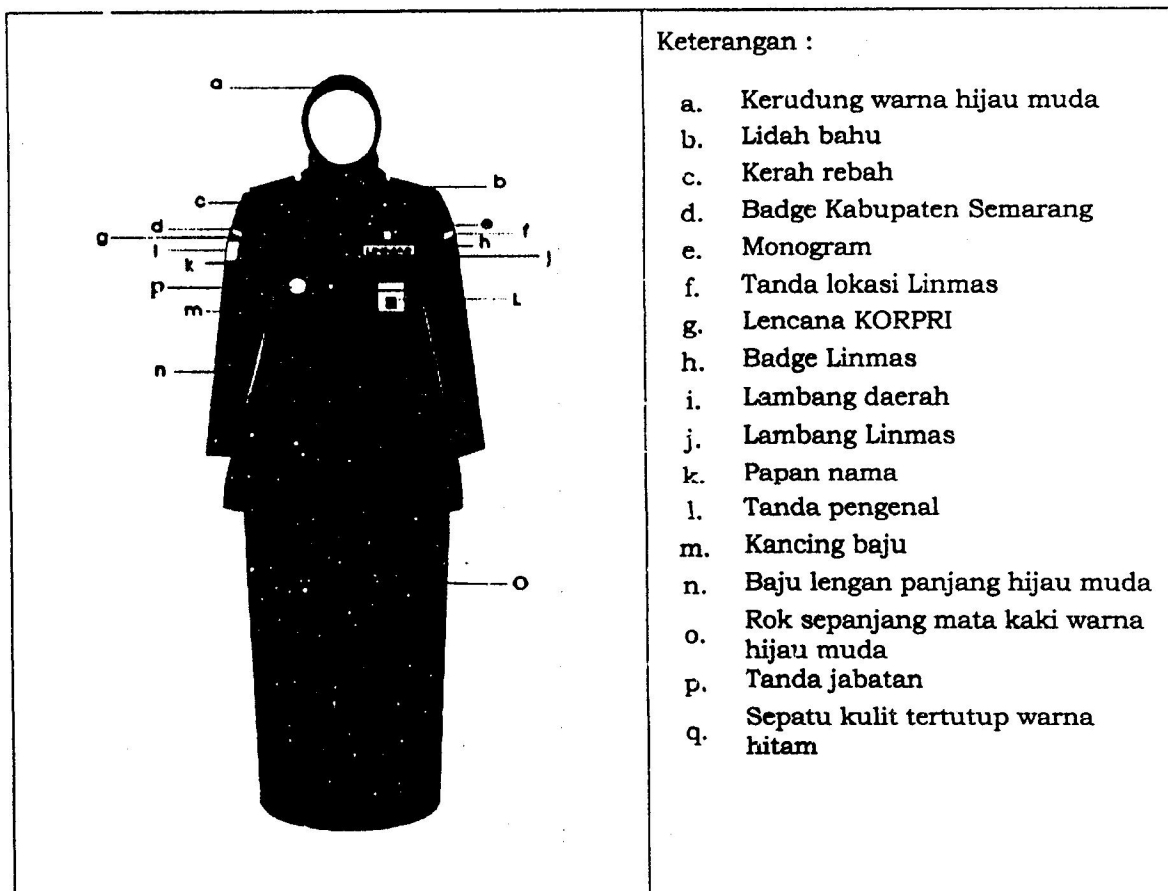 a
b
c
d
e
f
g
h
i
j
k
p
m
L
n
o
LINMAS
Keterangan :
a. Kerudung warna hijau muda
b. Lidah bahu
c. Kerah rebah
d. Badge Kabupaten Semarang
e. Monogram
f. Tanda lokasi Linmas
g. Lencana KORPRI
h. Badge Linmas
i. Lambang daerah
j. Lambang Linmas
k. Papan nama
l. Tanda pengenal
m. Kancing baju
n. Baju lengan panjang hijau muda
o. Rok sepanjang mata kaki warna
hijau muda
p. Tanda jabatan
q. Sepatu kulit tertutup warna
hitam